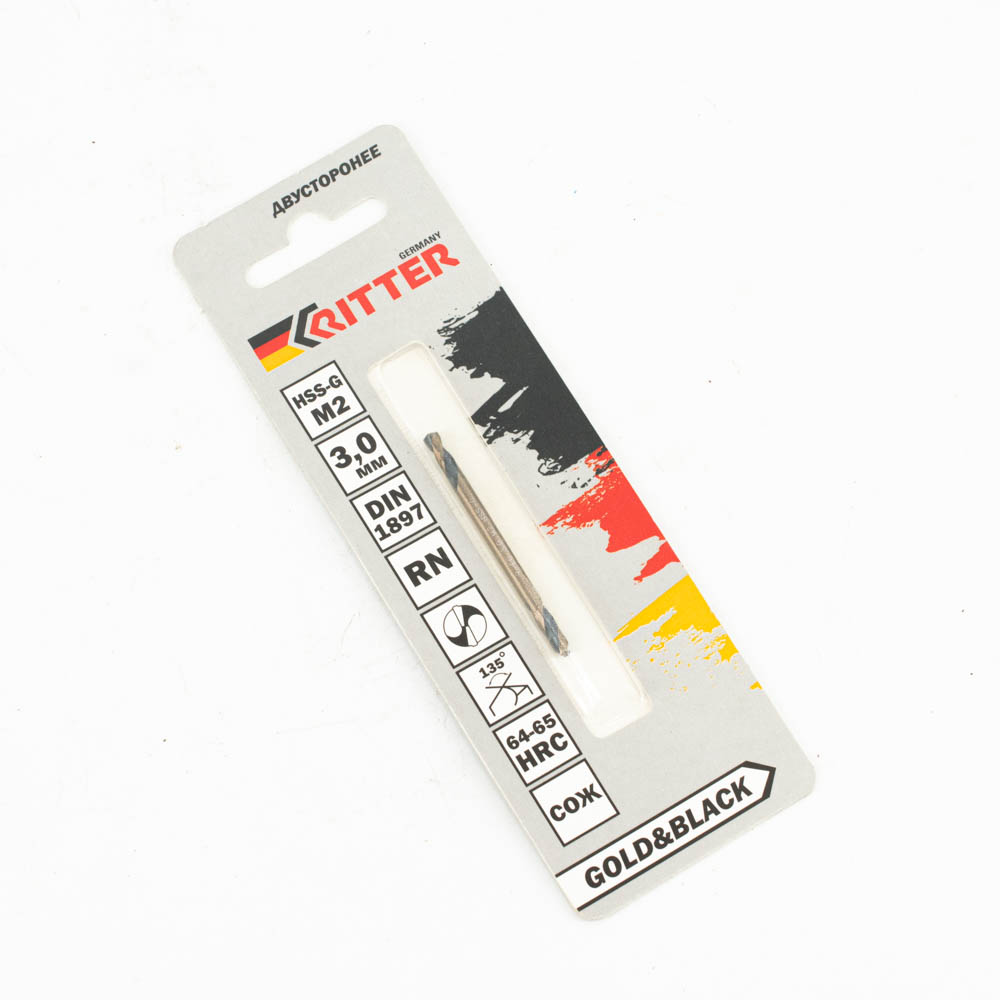 ДВУСТОРОНЕЕ
GERMANY
RITTER
HSS-G
M2
3,0
мм
DIN
1897
RN
135°
64-65
HRC
сож
GOLD&BLACK